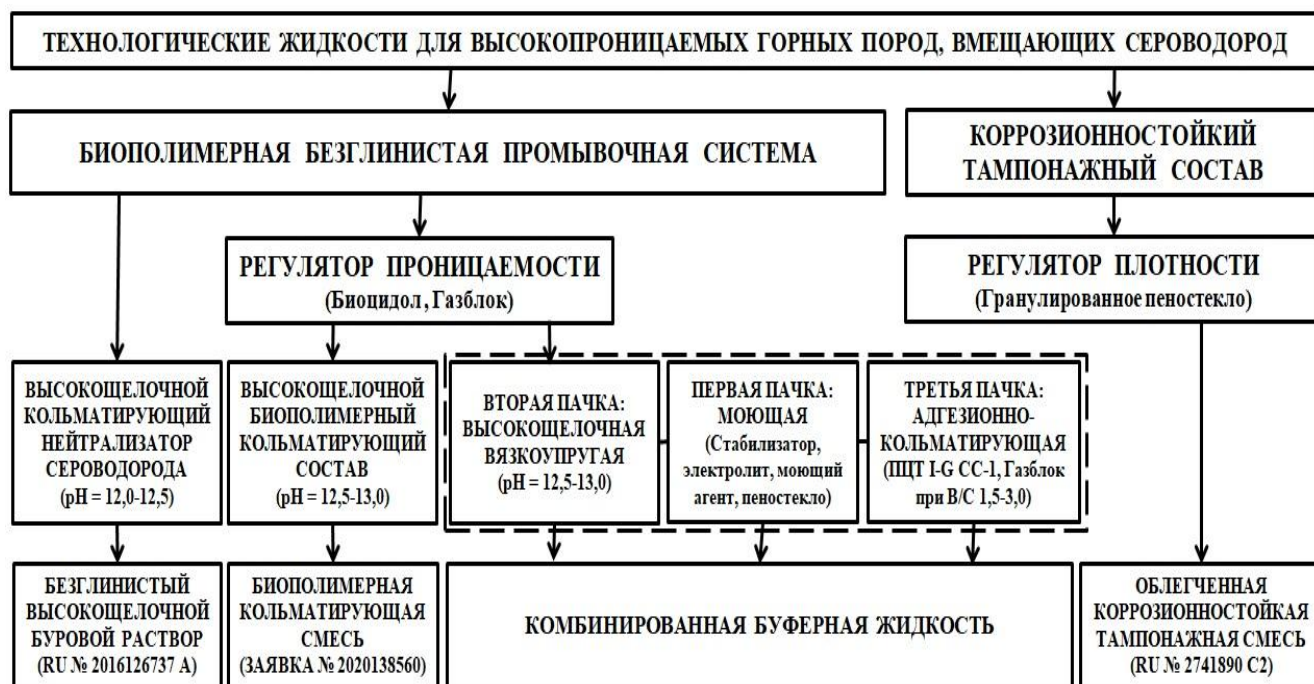 ТЕХНОЛОГИЧЕСКИЕ ЖИДКОСТИ ДЛЯ ВЫСОКОПРОНИЦАЕМЫХ ГОРНЫХ ПОРОД, ВМЕЩАЮЩИХ СЕРОВОДОРОД
БИОПОЛИМЕРНАЯ БЕЗГЛИНИСТАЯ ПРОМЫВОЧНАЯ СИСТЕМА
КОРРОЗИОННОСТОЙКИЙ
ТАМПОНАЖНЫЙ СОСТАВ
РЕГУЛЯТОР ПРОНИЦАЕМОСТИ
(Биоцидол, Газблок)
РЕГУЛЯТОР ПЛОТНОСТИ
(Гранулированное пеностекло)
ВЫСОКОЩЕЛОЧНОЙ
КОЛЬМАТИРУЮЩИЙ
НЕЙТРАЛИЗАТОР
СЕРОВОДОРОДА
(pH = 12,0-12,5)
ВЫСОКОЩЕЛОЧНОЙ
БИОПОЛИМЕРНЫЙ
КОЛЬМАТИРУЮЩИЙ
СОСТАВ
(pH = 12,5-13,0)
ВТОРАЯ ПАЧКА:
ВЫСОКОЩЕЛОЧНАЯ
ВЯЗКОУПРУГАЯ
(pH = 12,5-13,0)
ПЕРВАЯ ПАЧКА:
МОЮЩАЯ
(Стабилизатор,
электролит, моющий
агент, пеностекло)
ТРЕТЬЯ ПАЧКА:
АДГЕЗИОННО-
КОЛЬМАТИРУЮЩАЯ
(ПЦТ I-G СС-1, Газблок
при В/С 1,5-3,0)
БЕЗГЛИНИСТЫЙ
ВЫСОКОЩЕЛОЧНОЙ
БУРОВОЙ РАСТВОР
(RU № 2016126737 A)
БИОПОЛИМЕРНАЯ
КОЛЬМАТИРУЮЩАЯ
СМЕСЬ
(ЗАЯВКА № 2020138560)
КОМБИНИРОВАННАЯ БУФЕРНАЯ ЖИДКОСТЬ
ОБЛЕГЧЕННАЯ
КОРРОЗИОННОСТОЙКАЯ
ТАМПОНАЖНАЯ СМЕСЬ
(RU № 2741890 C2)